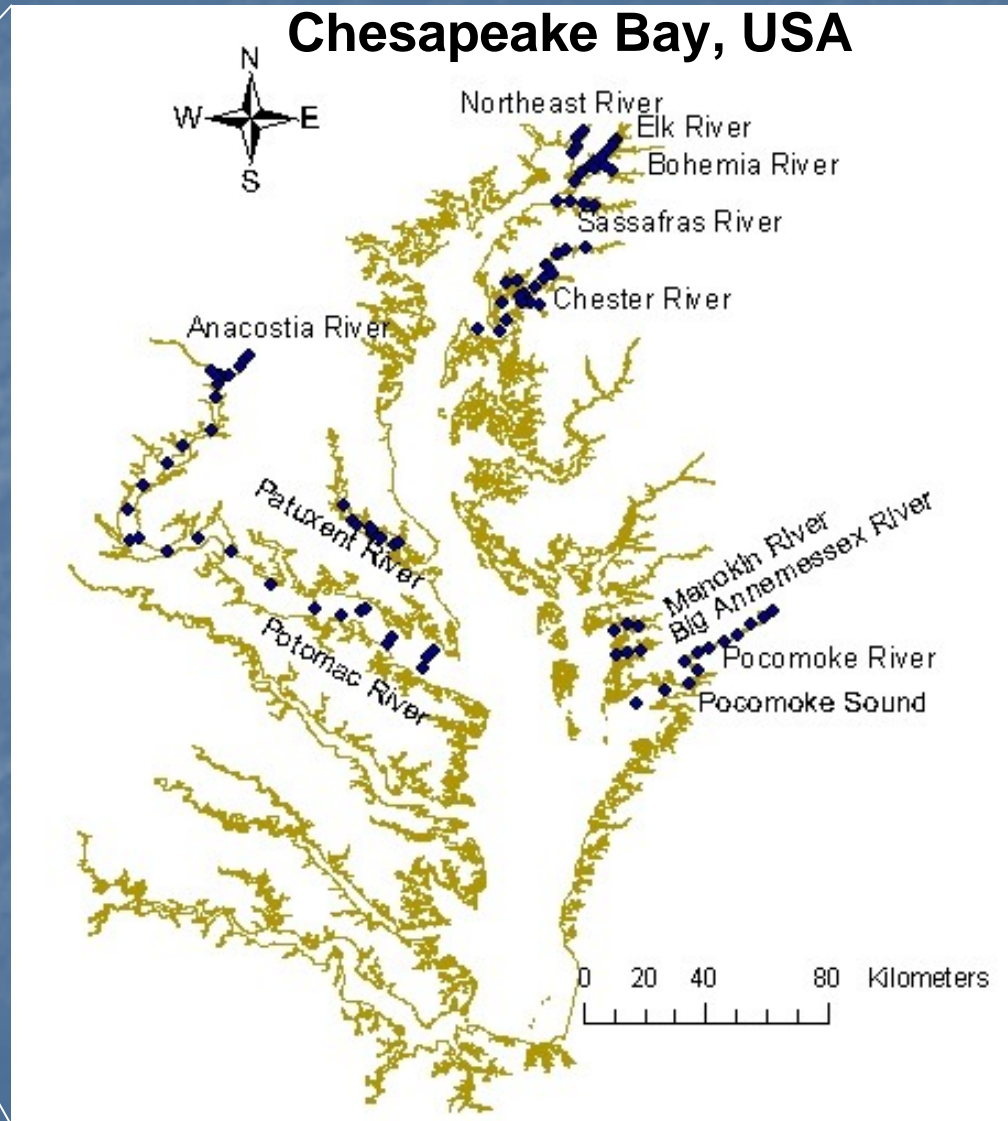 Chesapeake Bay, USA
N
W E
S
Northeast River
Elk River
Bohemia River
Sassafras River
Chester River
Anacostia River
Patuxent River
Potomac River
Manokin River
Big Annemessex River
Pocomoke River
Pocomoke Sound
0 20 40 80 Kilometers